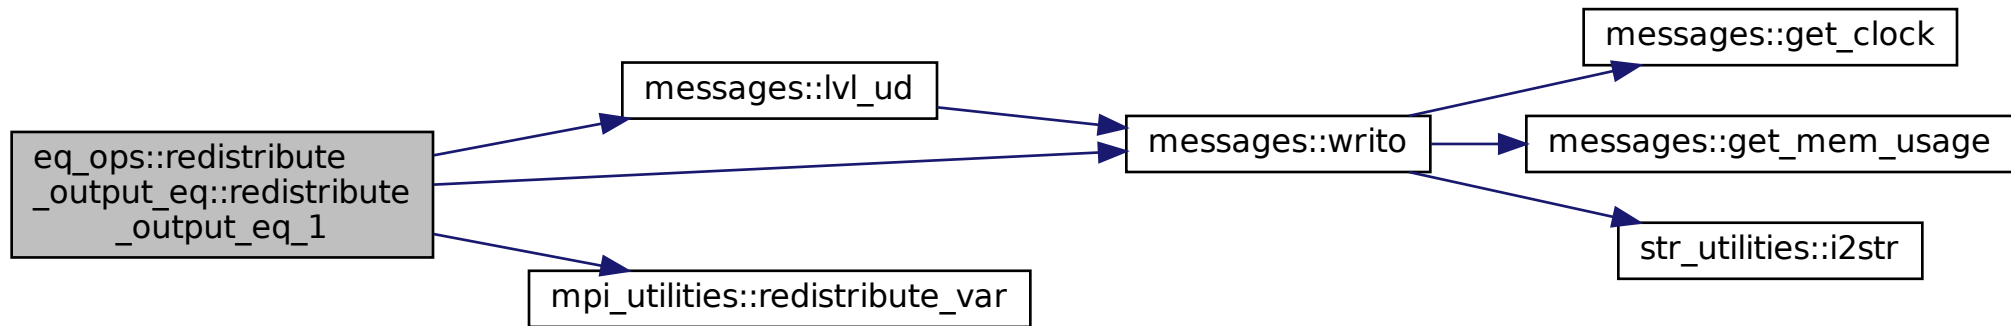 eq_ops::redistribute
_output_eq::redistribute
_output_eq_1
messages::lvl_ud
mpi_utilities::redistribute_var
messages::writo
messages::get_clock
messages::get_mem_usage
str_utilities::i2str